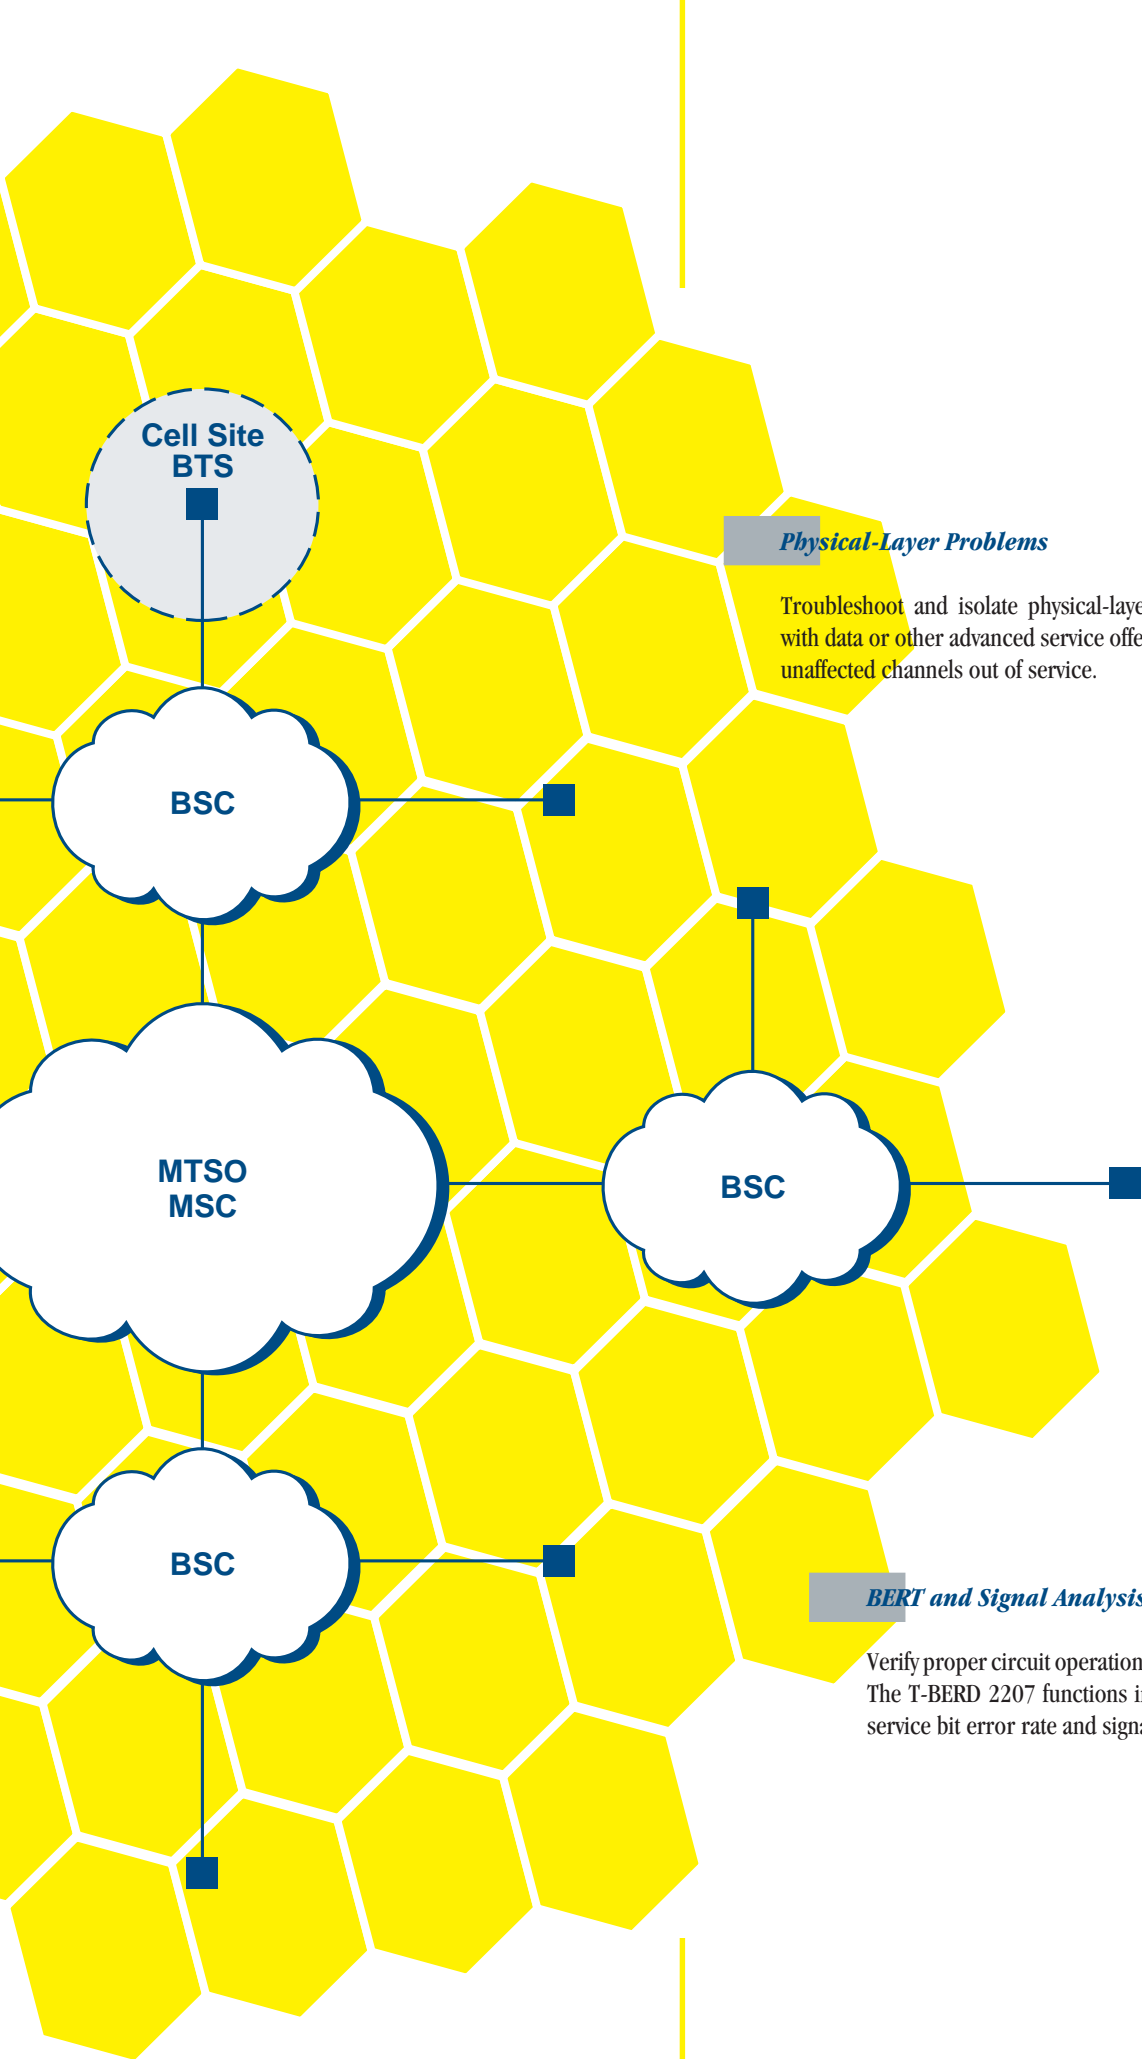 Cell Site
BTS
Physical-Layer Problems
Troubleshoot and isolate physical-laye
with data or other advanced service offe
unaffected channels out of service.
BSC
MTSO
MSC
BSC
BSC
BERT and Signal Analysis
Verify proper circuit operation
The T-BERD 2207 functions i
service bit error rate and signa